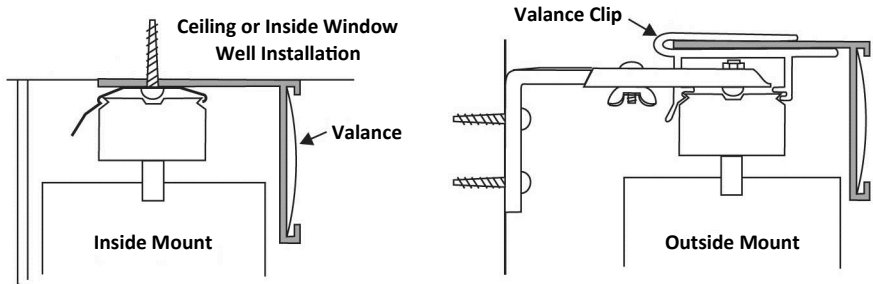 Ceiling or Inside Window
Well Installation
Valance
Inside Mount
Valance Clip
Outside Mount